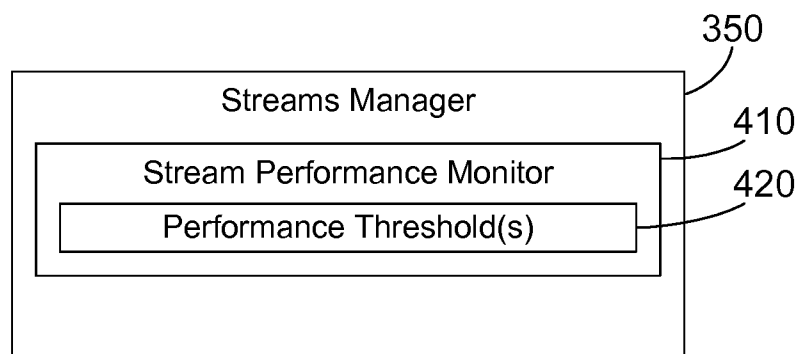 350
Streams Manager
410
Stream Performance Monitor
420
Performance Threshold(s)